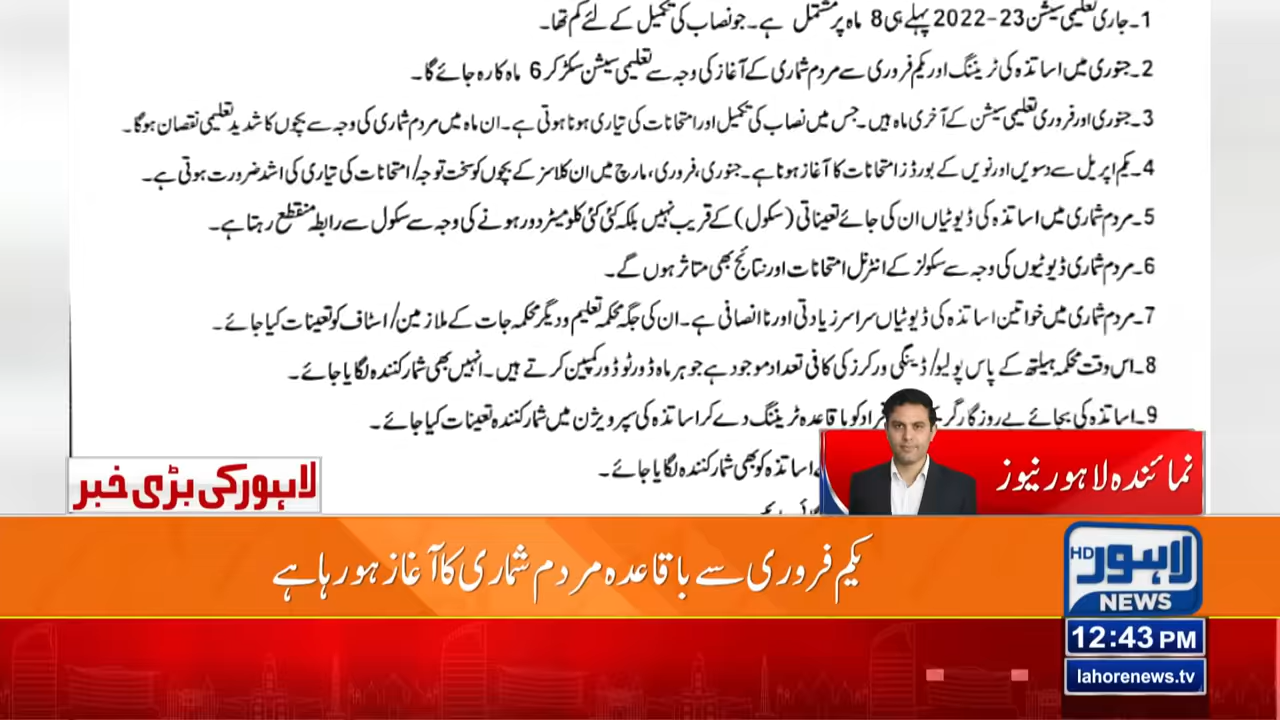 1۔ جاری تعلیمی سیشن 23-2022 پہلے ہی 8 ماہ پر مشتمل ہے۔ جو نصاب کی تکمیل کے لئے کم تھا۔
2۔ جنوری میں اساتذہ کی ٹریننگ اور یکم فروری سے مردم شماری کے آغاز کی وجہ سے تعلیمی سیشن سکڑ کر 6 ماہ کا رہ جائے گا۔
3۔ جنوری اور فروری تعلیمی سیشن کے آخری ماہ ہیں۔ جس میں نصاب کی تکمیل اور امتحانات کی تیاری ہونا ہوتی ہے۔ ان ماہ میں مردم شماری کی وجہ سے بچوں کا شدید تعلیمی نقصان ہوگا۔
4۔ یکم اپریل سے دسویں اور نویں کے بورڈز امتحانات کا آغاز ہونا ہے۔ جنوری، فروری، مارچ میں ان کلاسز کے بچوں کو سخت توجہ/ امتحانات کی تیاری کی اشد ضرورت ہوتی ہے۔
5۔ مردم شماری میں اساتذہ کی ڈیوٹیاں ان کی جائے تعیناتی (سکول) کے قریب نہیں بلکہ کئی کئی کلومیٹر دور ہونے کی وجہ سے سکول سے رابطہ منقطع رہتا ہے۔
6۔ مردم شماری ڈیوٹیوں کی وجہ سے سکولز کے انٹرنل امتحانات اور نتائج بھی متاثر ہوں گے۔
7۔ مردم شماری میں خواتین اساتذہ کی ڈیوٹیاں سراسر زیادتی اور نا انصافی ہے۔ ان کی جگہ محکمہ تعلیم و دیگر محکمہ جات کے ملازمین/ اسٹاف کو تعینات کیا جائے۔
8۔ اس وقت محکمہ ہیلتھ کے پاس پولیو/ ڈینگی ورکرز کی کافی تعداد موجود ہے جو ہر ماہ ڈور ٹو ڈور کمپین کرتے ہیں۔ انہیں بھی شمار کنندہ لگایا جائے۔
9۔ اساتذہ کی بجائے بے روزگار کو باقاعدہ ٹریننگ دے کر اساتذہ کی سپرویژن میں شمار کنندہ تعینات کیا جائے۔
اساتذہ کو بھی شمار کنندہ لگایا جائے۔
نمائندہ لاہور نیوز
لاہور کی بڑی خبر
یکم فروری سے باقاعدہ مردم شماری کا آغاز ہو رہا ہے
لاہور HD
NEWS
12:43 PM
lahorenews.tv